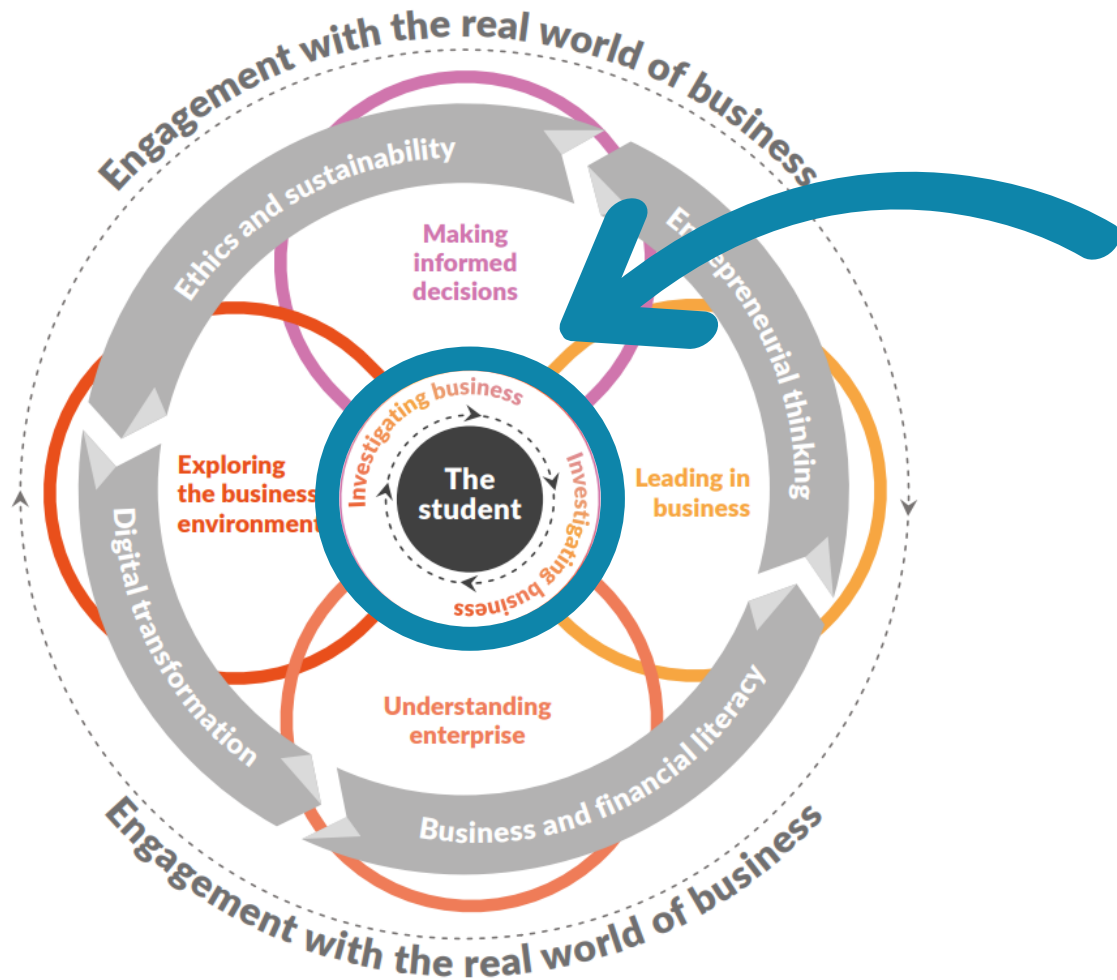 Engagement with the real world of business
Ethics and sustainability
Entrepreneurial thinking
Making
informed
decisions
Investigating business
Exploring
the business
environment
The
student
Leading in
business
Investigating business
Digital transformation
Understanding
enterprise
Business and financial literacy
Engagement with the real world of business